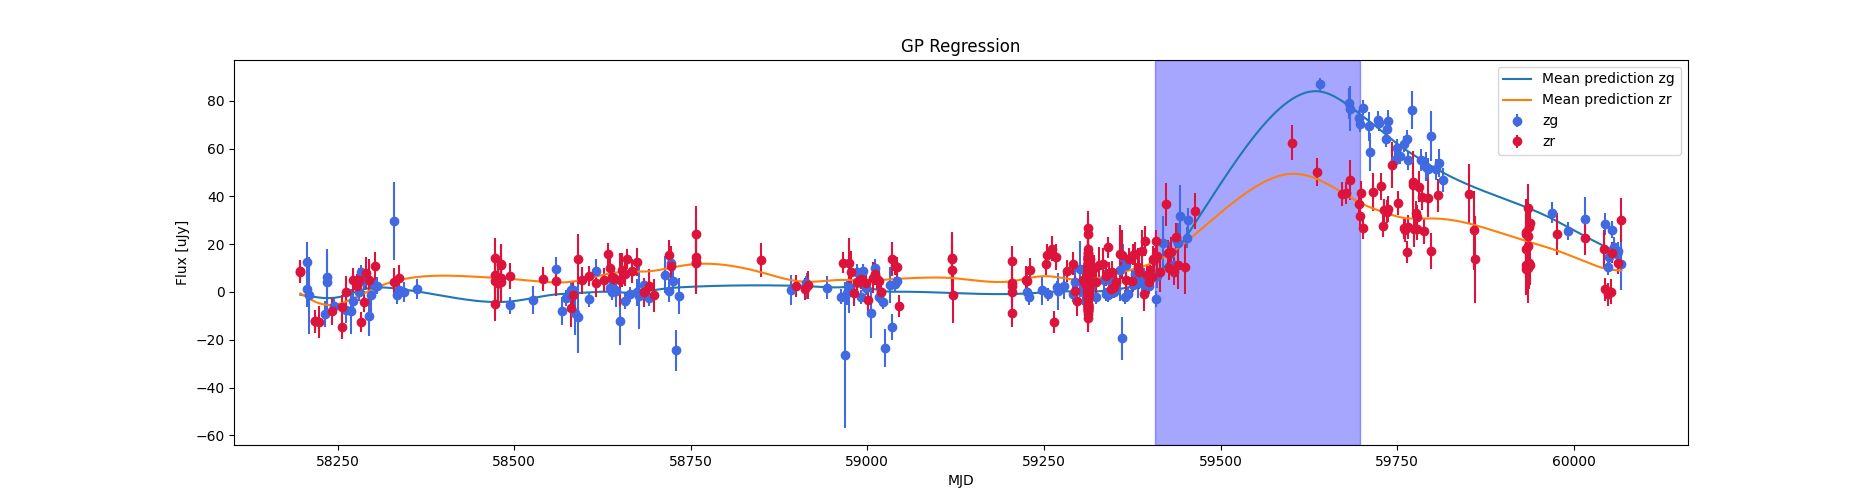 GP Regression
Flux [uJy]
80
60
40
20
0
−20
−40
−60
Mean prediction zg
Mean prediction zr
zg
zr
58250 58500 58750 59000 59250 59500 59750 60000
MJD